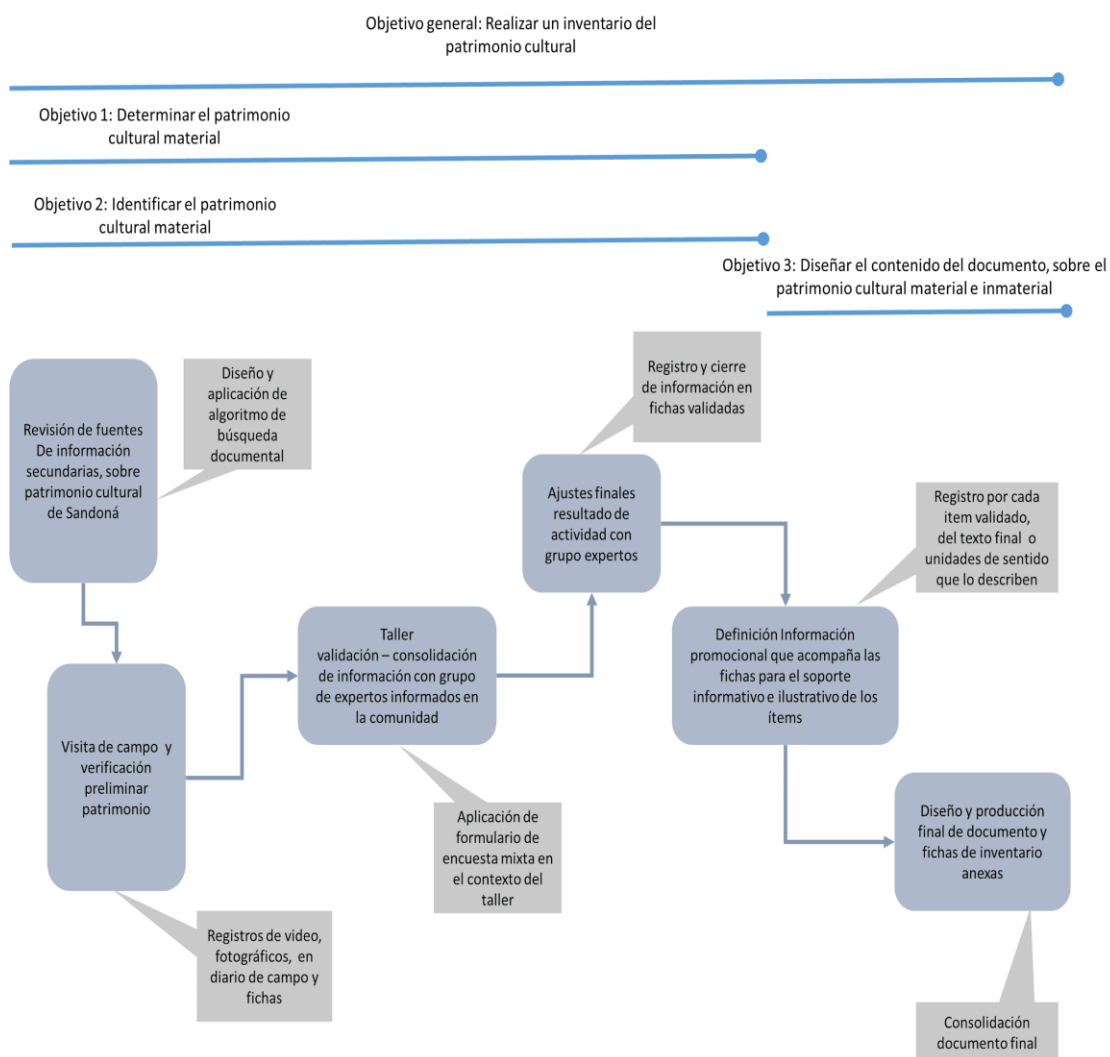 Objetivo general: Realizar un inventario del
patrimonio cultural
Objetivo 1: Determinar el patrimonio
cultural material
Objetivo 2: Identificar el patrimonio
cultural material
Objetivo 3: Diseñar el contenido del documento, sobre el
patrimonio cultural material e inmaterial
Revisión de fuentes
De información
secundarias, sobre
patrimonio cultural
de Sandoná
Diseño y
aplicación de
algoritmo de
búsqueda
documental
Visita de campo y
verificación
preliminar
patrimonio
Registros de video,
fotográficos, en
diario de campo y
fichas
Taller
validación – consolidación
de información con grupo
de expertos informados en
la comunidad
Aplicación de
formulario de
encuesta mixta en
el contexto del
taller
Ajustes finales
resultado de
actividad con
grupo expertos
Registro y cierre
de información en
fichas validadas
Definición Información
promocional que acompaña las
fichas para el soporte
informativo e ilustrativo de los
ítems
Registro por cada
item validado,
del texto final o
unidades de sentido
que lo describen
Diseño y producción
final de documento y
fichas de inventario
anexas
Consolidación
documento final